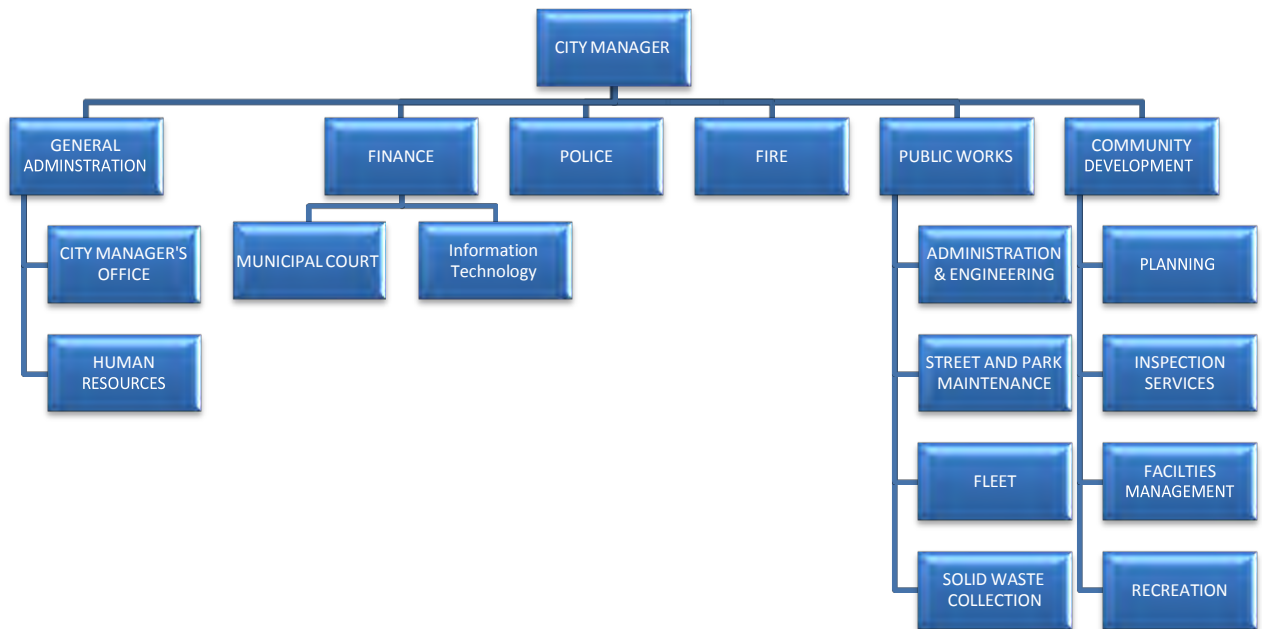 CITY MANAGER
GENERAL
ADMINSTRATION
FINANCE
POLICE
FIRE
PUBLIC WORKS
COMMUNITY
DEVELOPMENT
CITY MANAGER'S
OFFICE
HUMAN
RESOURCES
MUNICIPAL COURT
Information
Technology
ADMINISTRATION
& ENGINEERING
STREET AND PARK
MAINTENANCE
FLEET
SOLID WASTE
COLLECTION
PLANNING
INSPECTION
SERVICES
FACILTIES
MANAGEMENT
RECREATION